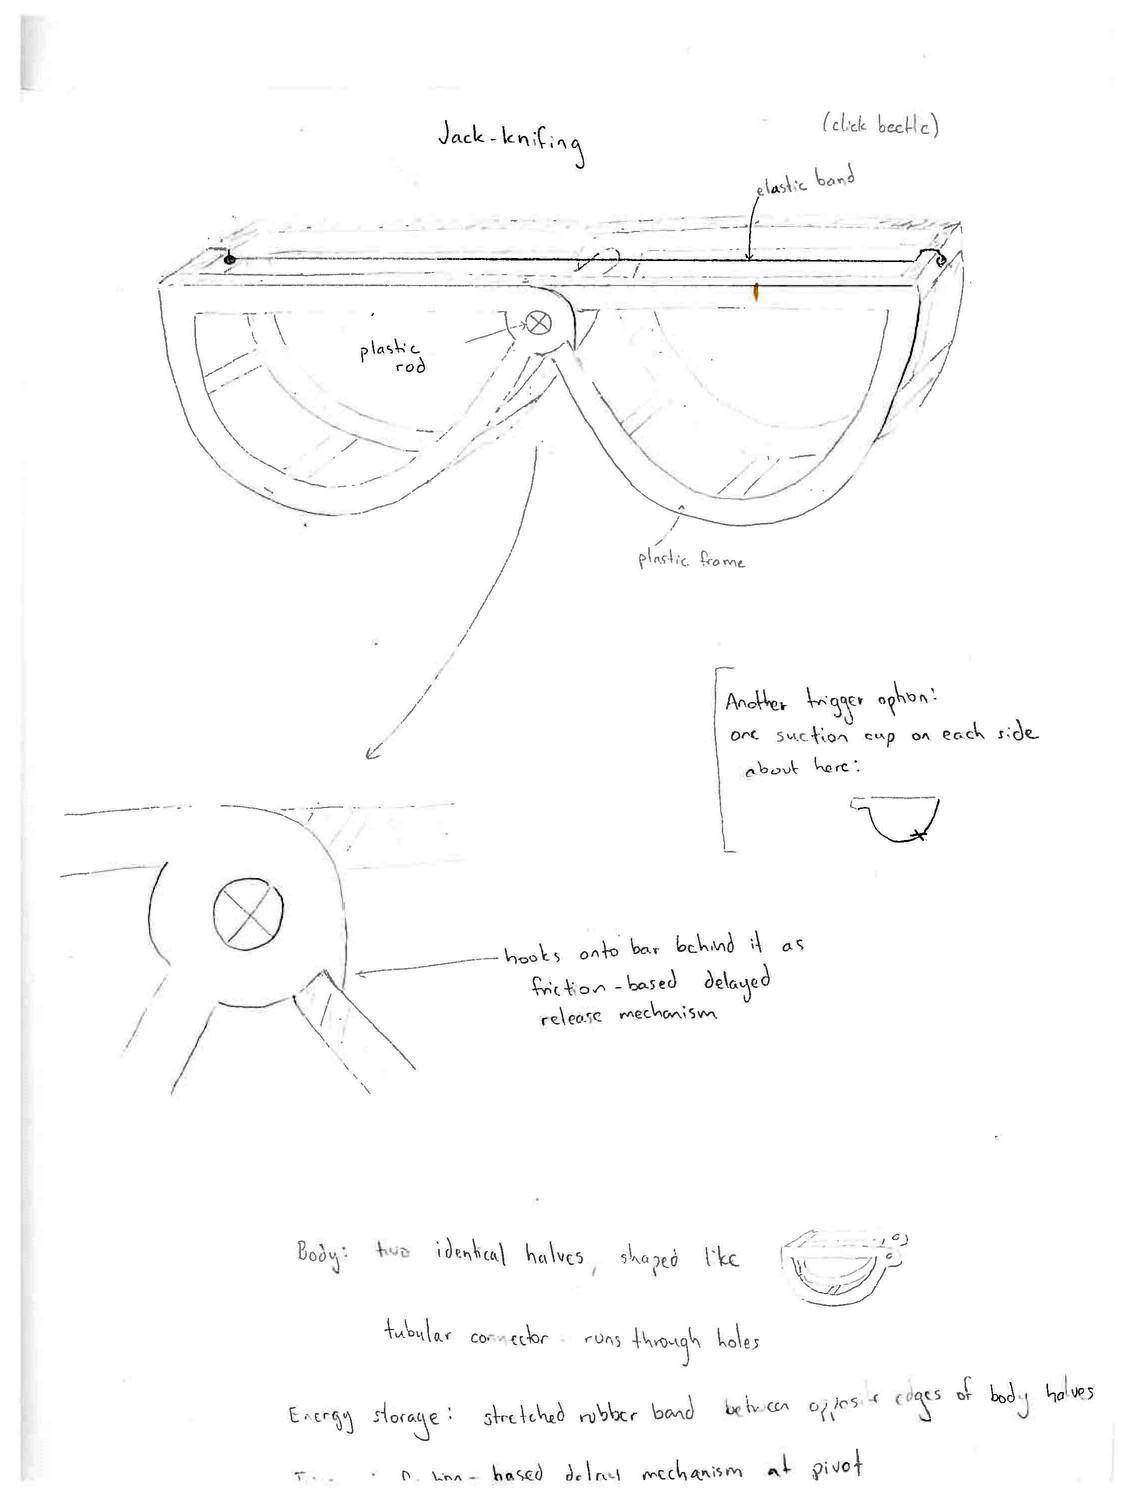 Jack-knifing
(click beetle)
elastic band
plastic
rod
plastic frame
Another trigger option:
one suction cup on each side
about here:
hooks onto bar behind it as
friction-based delayed
release mechanism
Body: two identical halves, shaped like
tubular connector runs through holes
Energy storage: stretched rubber band between opposite edges of body halves
based delay mechanism at pivot